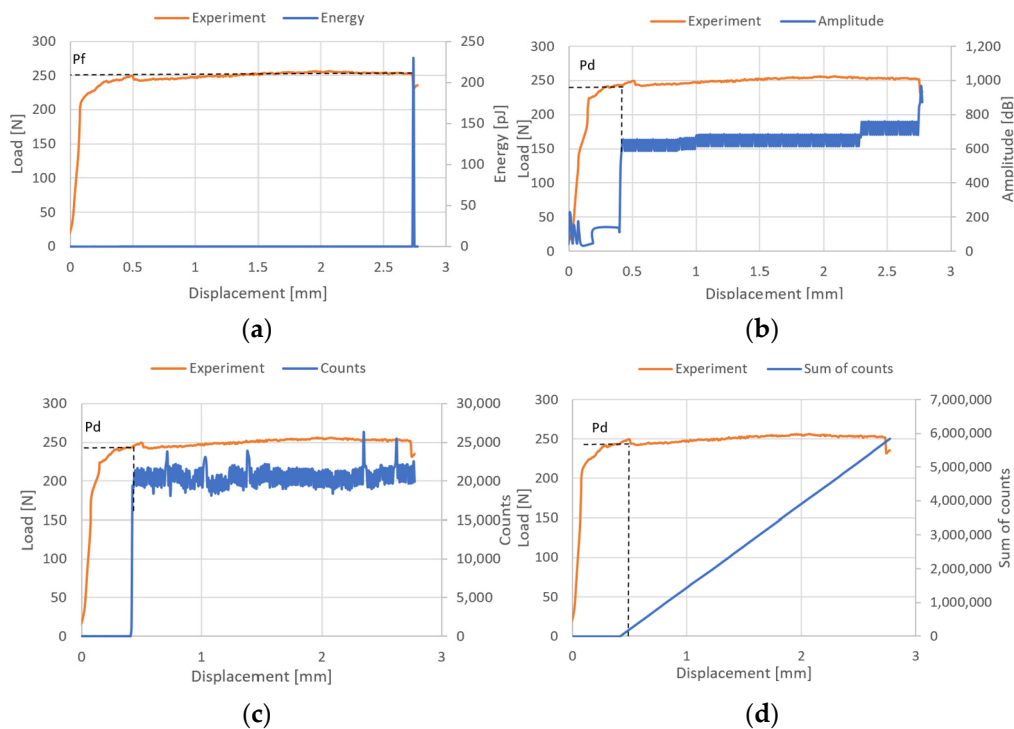 Experiment Energy
300
250
200
150
100
50
0
Load [N]
Pf
250
200
150
100
50
0
Energy [pJ]
0 0.5 1 1.5 2 2.5 3
Displacement [mm]
(a)
Experiment Amplitude
300
250
200
150
100
50
0
Load [N]
Pd
1,200
1,000
800
600
400
200
0
Amplitude [dB]
0 0.5 1 1.5 2 2.5 3
Displacement [mm]
(b)
Experiment Counts
300
250
200
150
100
50
0
Load [N]
Pd
30,000
25,000
20,000
15,000
10,000
5,000
0
Counts
0 1 2 3
Displacement [mm]
(c)
Experiment Sum of counts
300
250
200
150
100
50
0
Load [N]
Pd
7,000,000
6,000,000
5,000,000
4,000,000
3,000,000
2,000,000
1,000,000
0
Sum of counts
0 1 2 3
Displacement [mm]
(d)